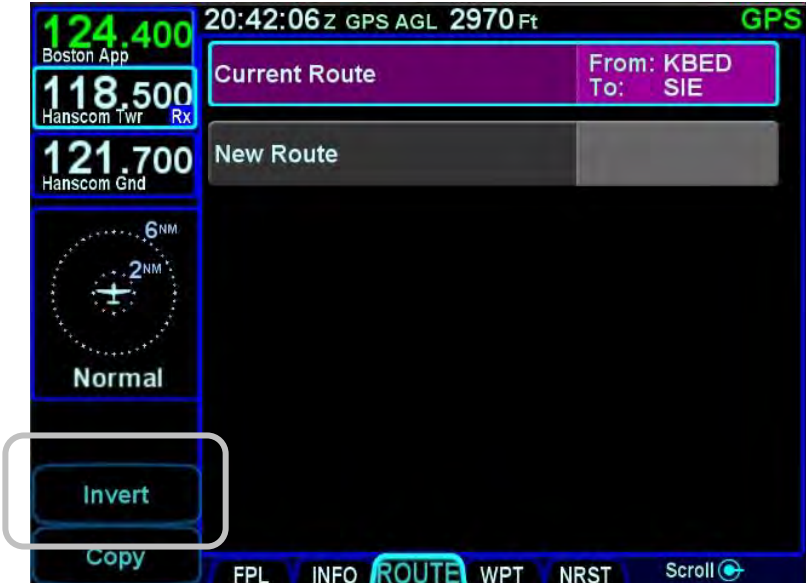 124.400
Boston App
118.500
Hanscom Twr Rx
121.700
Hanscom Gnd
6NM
2NM
Normal
Invert
Copy
20:42:06 Z GPS AGL 2970 Ft GPS
Current Route
From: KBED
To: SIE
New Route
FPL INFO ROUTE WPT NRST Scroll